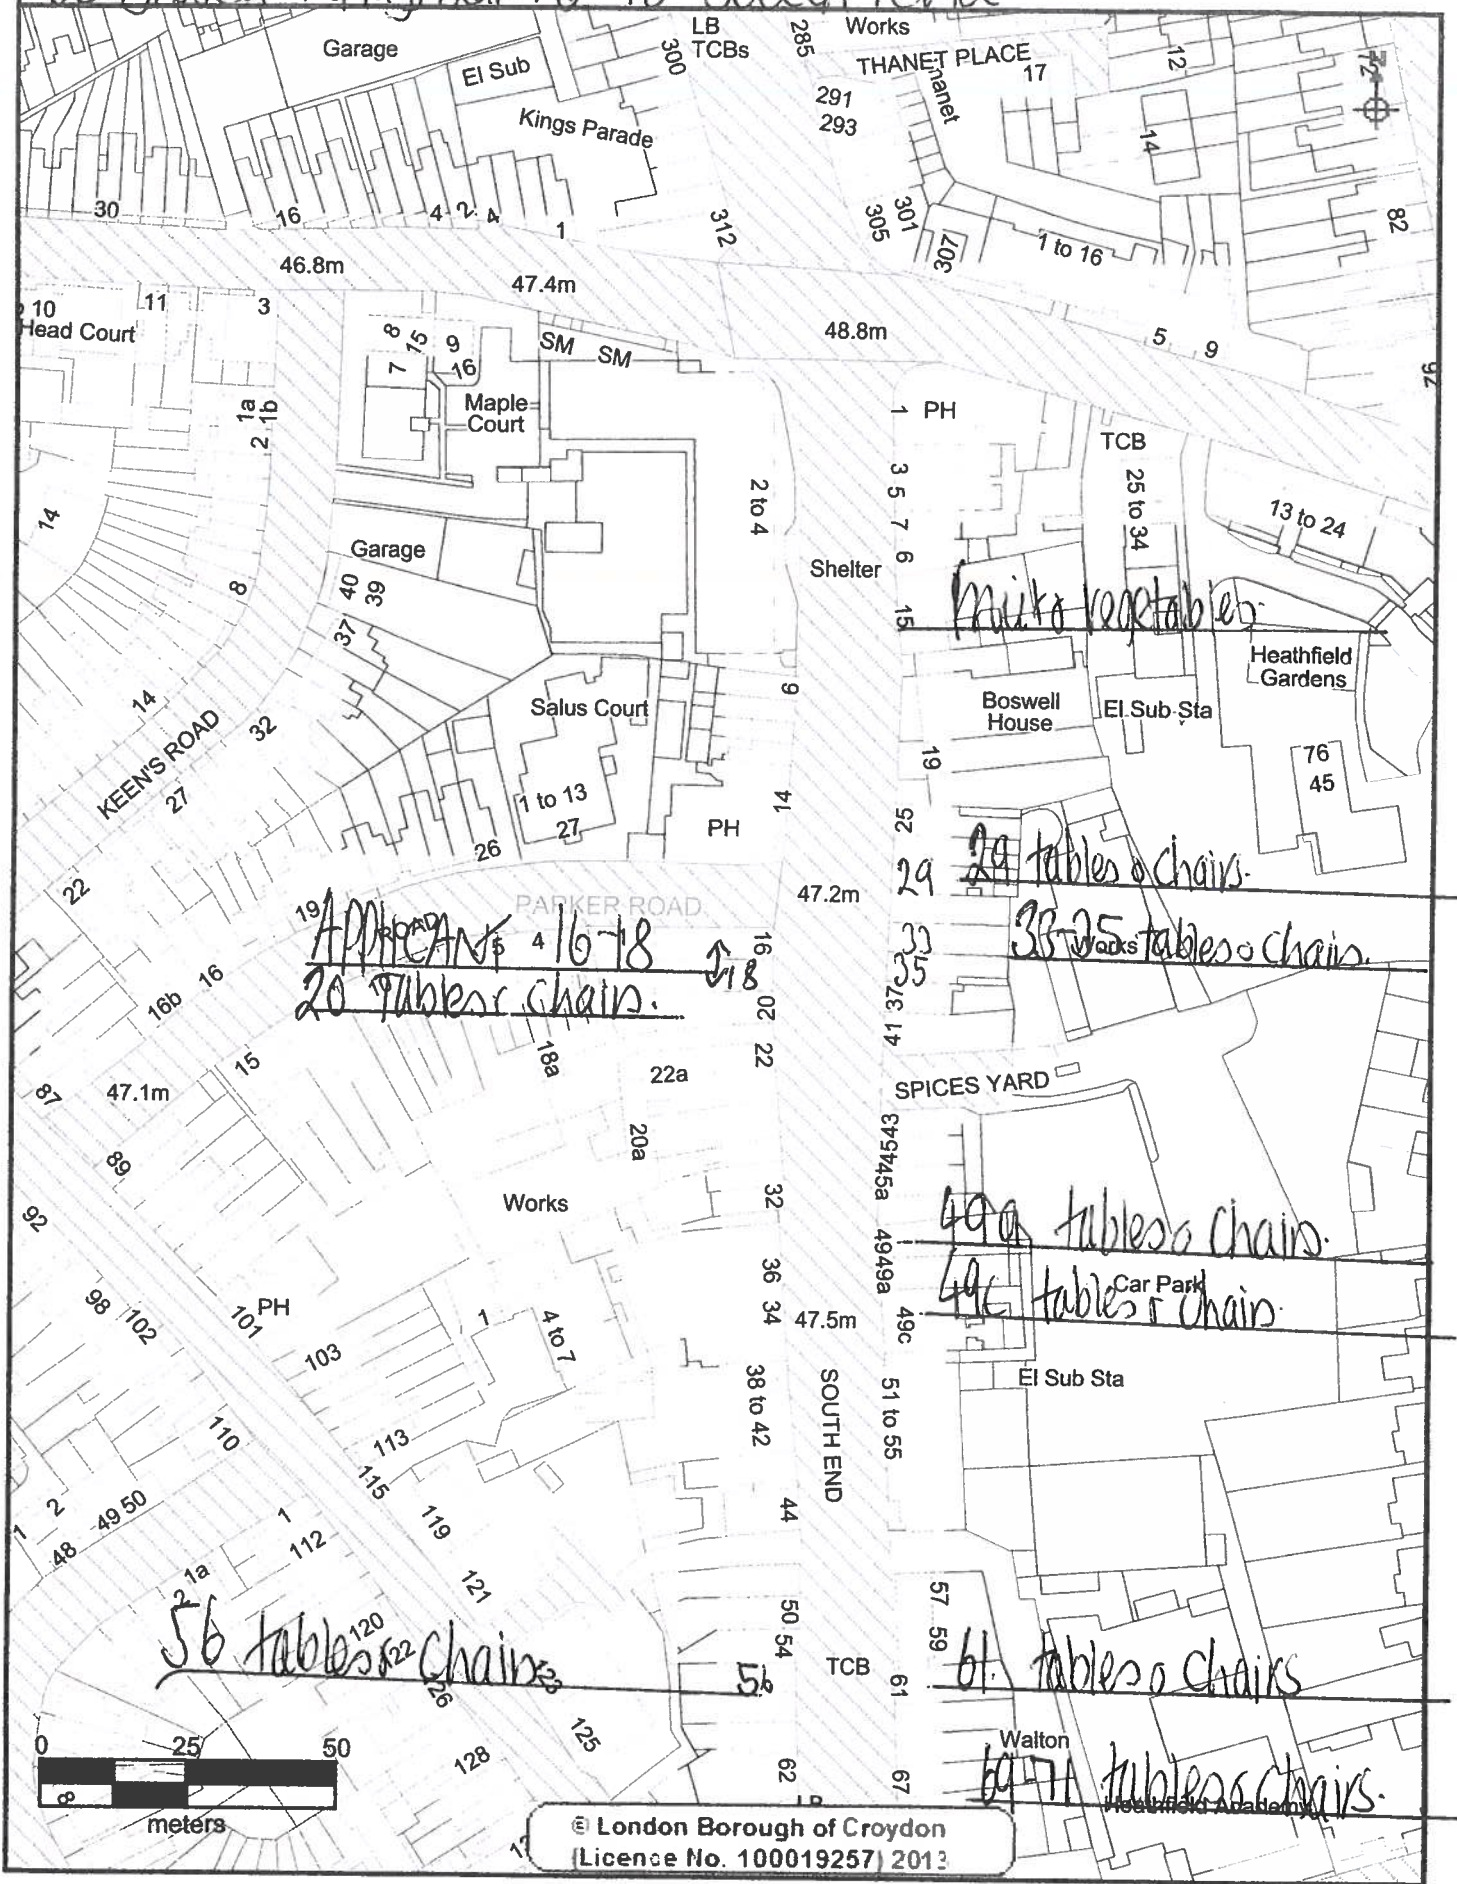 Garage
El Sub
Kings Parade
LB
TCBs
300
285
Works
THANET PLACE
17
12
72
291
293
14
30
16
4
2
4
1
312
305
301
307
1 to 16
82
46.8m
47.4m
48.8m
5
9
92
10
11
3
Head Court
8
15
9
7
16
SM
SM
Maple
Court
1a
1b
2
1
PH
TCB
3
5
7
2 to 4
25 to 34
13 to 24
14
Garage
40
39
8
37
Shelter
6
15
Fruit & vegetables.
Heathfield
Gardens
Salus Court
9
Boswell
House
El Sub Sta
14
32
KEEN'S ROAD
27
19
76
45
1 to 13
27
26
14
PH
25
22
47.2m
29
29 tables & chairs.
PARKER ROAD
19
ROAD
APPLICANT 16-18
5
4
16
18
33
35
33-35 tables & chairs.
Works
16
16b
20 Tables & chairs.
20
37
41
18a
22
22a
15
87
47.1m
SPICES YARD
20a
43
45
45a
89
92
Works
32
49a tables & chairs.
49
49a
36
34
49c tables & chairs
Car Park
47.5m
49c
98
102
101
PH
103
1
4 to 7
El Sub Sta
38 to 42
SOUTH END
51 to 55
110
113
115
119
44
2
49 50
1
48
1
112
121
1a
2
57
59
50
54
56 tables & chairs
120
122
123
56
TCB
61
61. tables & chairs
26
125
128
Walton
62
67
69-71 tables & chairs.
Heathfield Academy
0
25
50
8
meters
LB
© London Borough of Croydon
(Licence No. 100019257) 2013